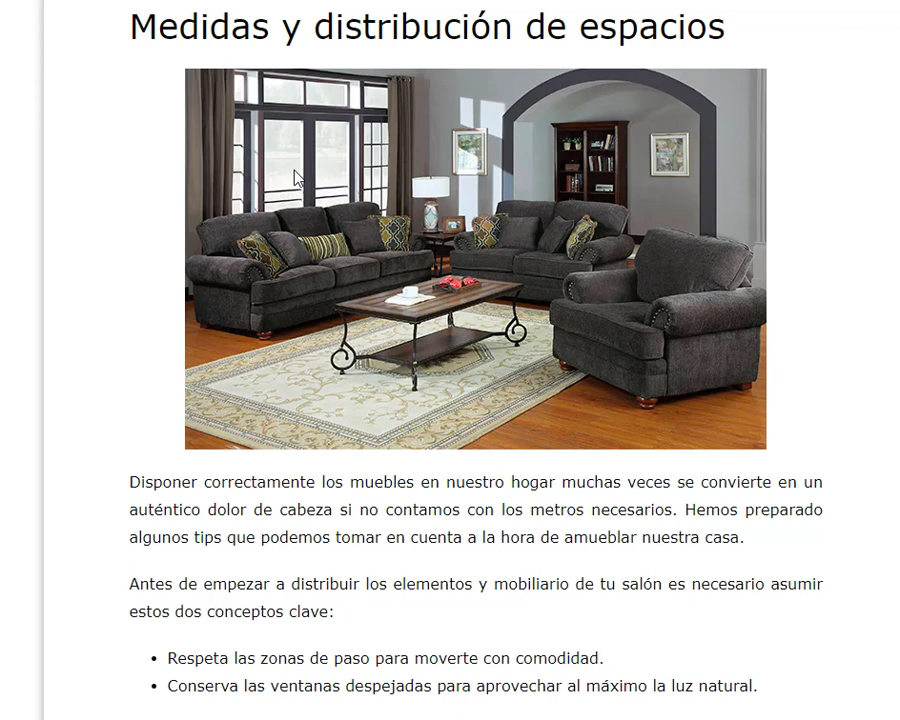 Medidas y distribución de espacios
Disponer correctamente los muebles en nuestro hogar muchas veces se convierte en un
auténtico dolor de cabeza si no contamos con los metros necesarios. Hemos preparado
algunos tips que podemos tomar en cuenta a la hora de amueblar nuestra casa.
Antes de empezar a distribuir los elementos y mobiliario de tu salón es necesario asumir
estos dos conceptos clave:
• Respeta las zonas de paso para moverte con comodidad.
• Conserva las ventanas despejadas para aprovechar al máximo la luz natural.